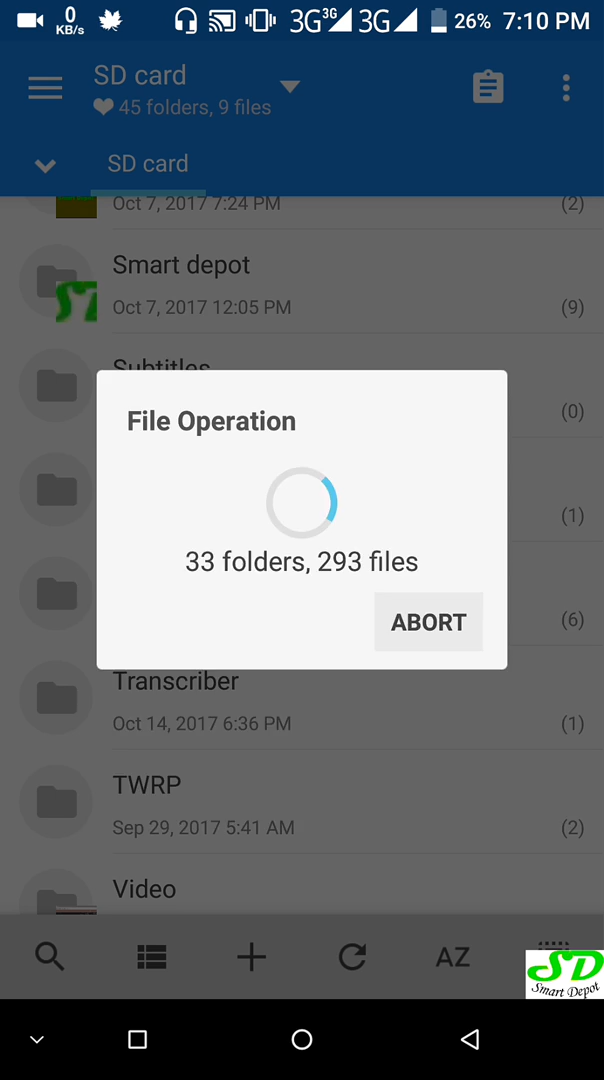 0
KB/s
3G 3G 3G 26% 7:10 PM
SD card
45 folders, 9 files
SD card
Oct 7, 2017 7:24 PM (2)
Smart depot
Oct 7, 2017 12:05 PM (9)
Subtitles
(0)
File Operation
(1)
33 folders, 293 files
ABORT
(6)
Transcriber
Oct 14, 2017 6:36 PM (1)
TWRP
Sep 29, 2017 5:41 AM (2)
Video
AZ
SD
Smart Depot